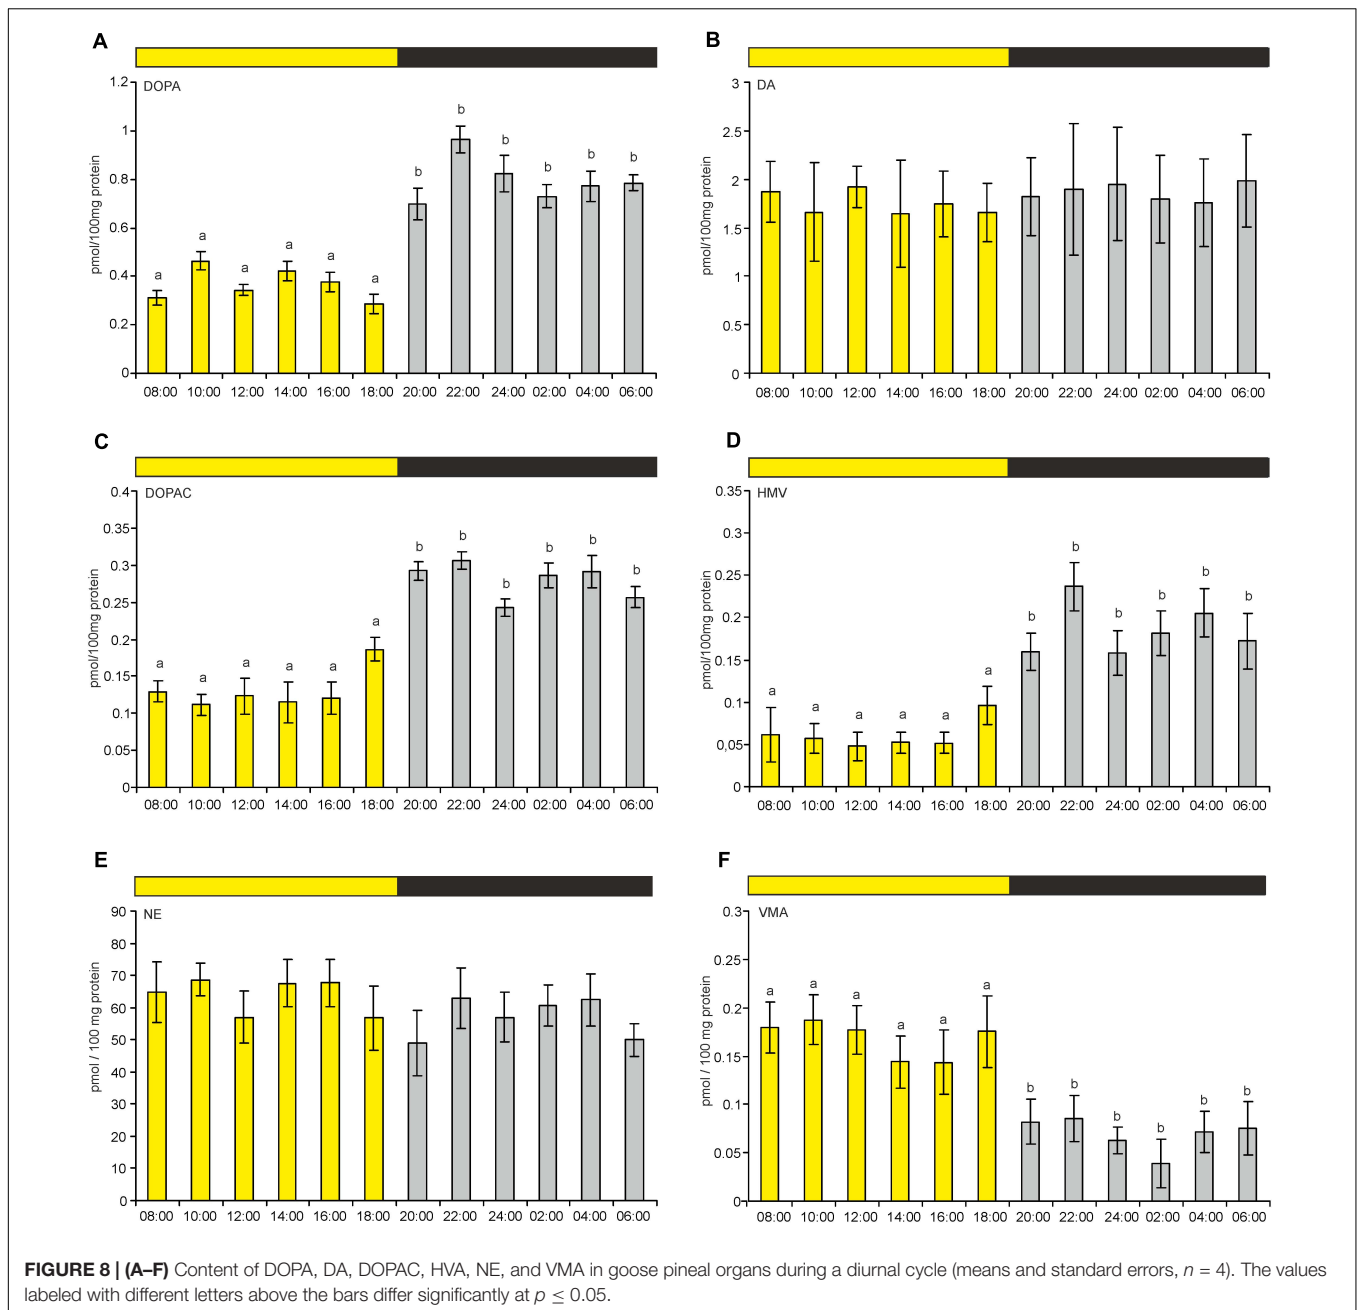 A
DOPA
pmol/100mg protein
1.2
1
0.8
0.6
0.4
0.2
0
a a a a a a b b b b b b
08:00 10:00 12:00 14:00 16:00 18:00 20:00 22:00 24:00 02:00 04:00 06:00
B
DA
pmol/100mg protein
3
2.5
2
1.5
1
0.5
0
08:00 10:00 12:00 14:00 16:00 18:00 20:00 22:00 24:00 02:00 04:00 06:00
C
DOPAC
pmol/100mg protein
0.4
0.35
0.3
0.25
0.2
0.15
0.1
0.05
0
a a a a a a b b b b b b
08:00 10:00 12:00 14:00 16:00 18:00 20:00 22:00 24:00 02:00 04:00 06:00
D
HMV
pmol/100mg protein
0.35
0.3
0.25
0.2
0.15
0.1
0,05
0
a a a a a a b b b b b b
08:00 10:00 12:00 14:00 16:00 18:00 20:00 22:00 24:00 02:00 04:00 06:00
E
NE
pmol / 100 mg protein
90
80
70
60
50
40
30
20
10
0
08:00 10:00 12:00 14:00 16:00 18:00 20:00 22:00 24:00 02:00 04:00 06:00
F
VMA
pmol / 100 mg protein
0.3
0.25
0.2
0.15
0.1
0.05
0
a a a a a a b b b b b b
08:00 10:00 12:00 14:00 16:00 18:00 20:00 22:00 24:00 02:00 04:00 06:00
FIGURE 8 | (A–F) Content of DOPA, DA, DOPAC, HVA, NE, and VMA in goose pineal organs during a diurnal cycle (means and standard errors, n = 4). The values
labeled with different letters above the bars differ significantly at p ≤ 0.05.